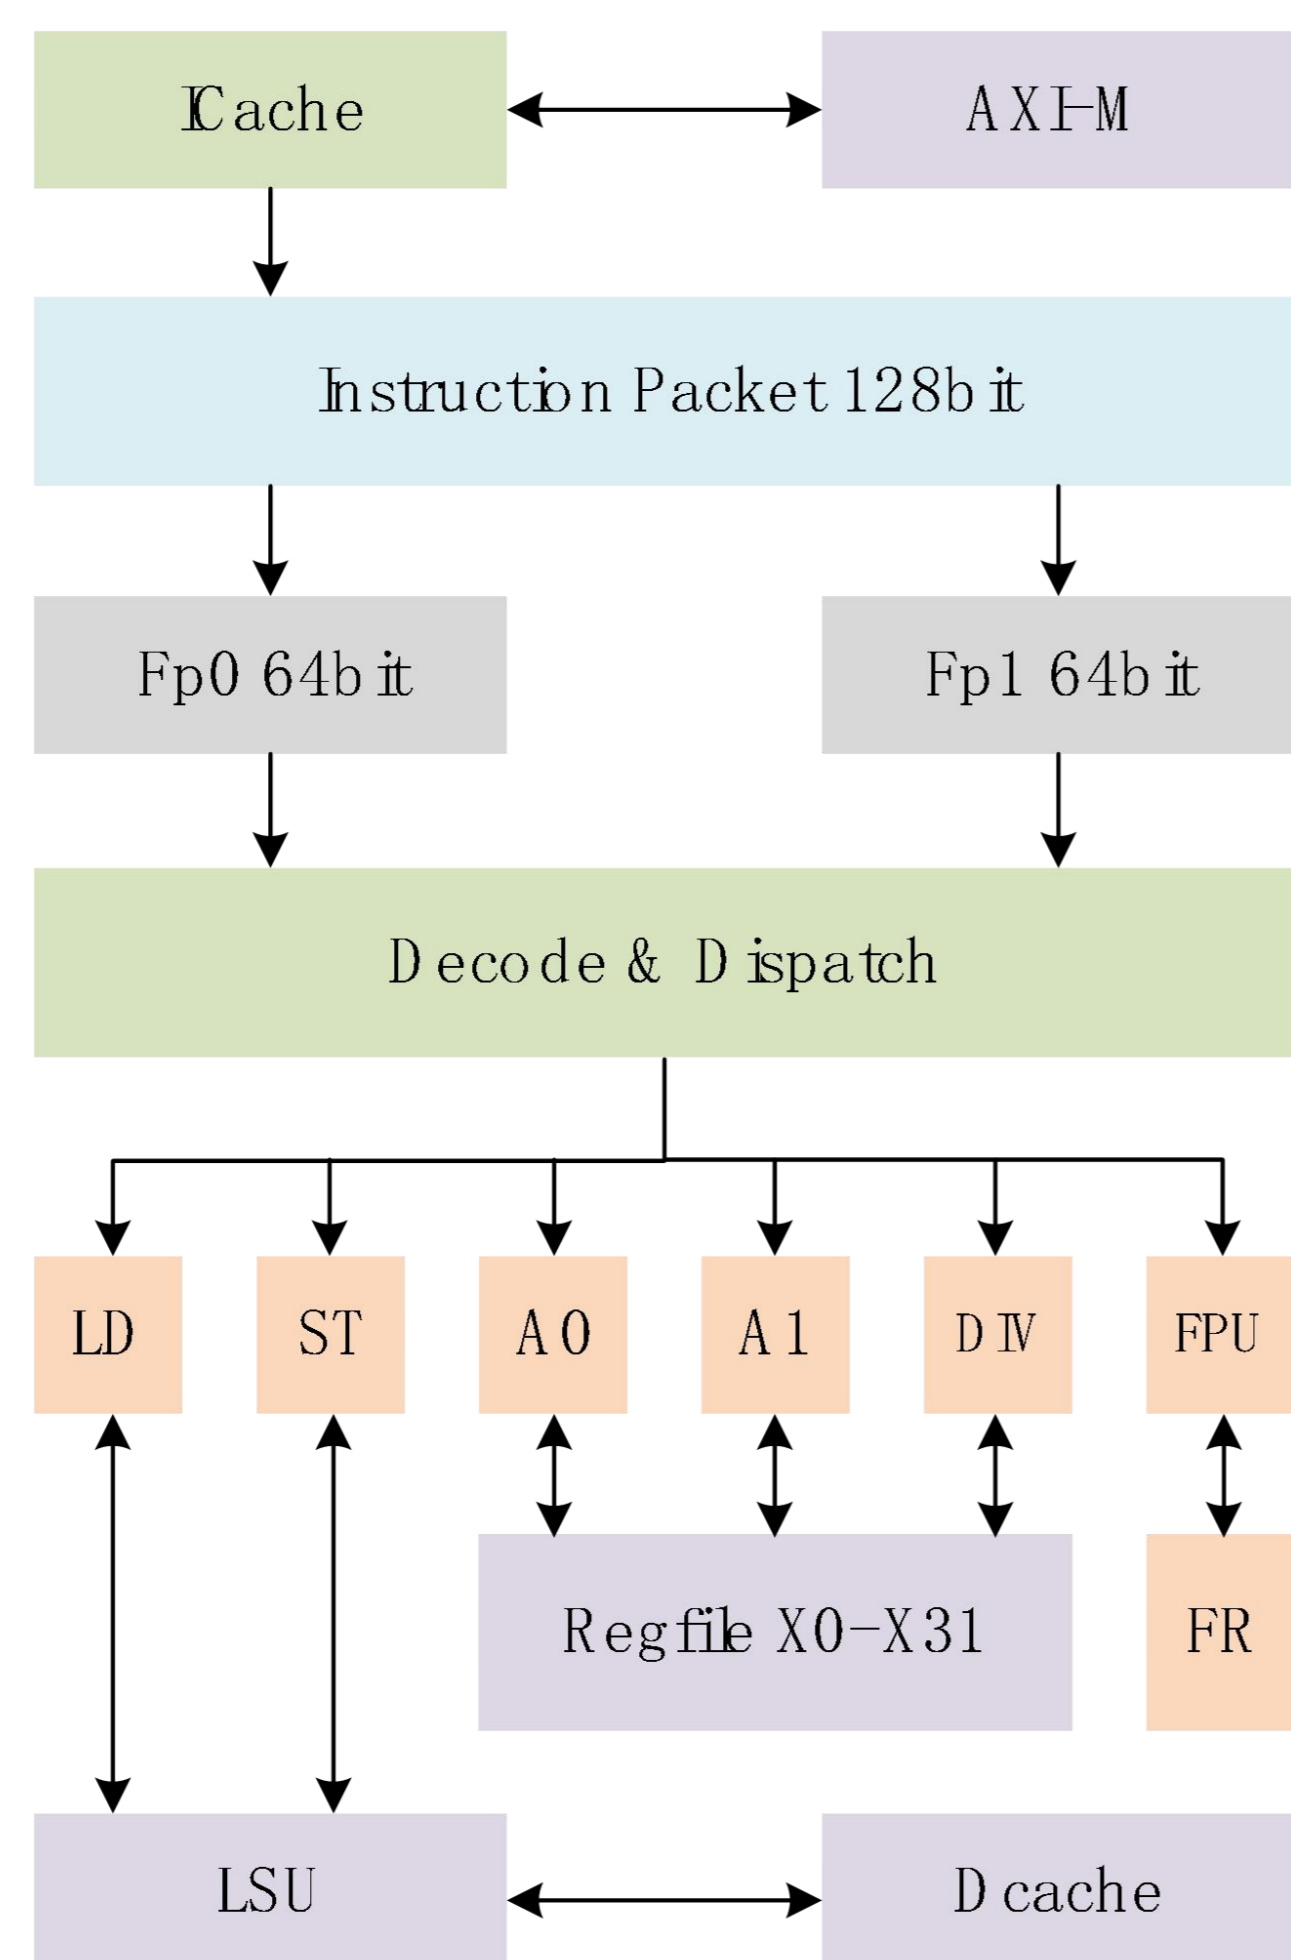 ICache
AXI-M
Instruction Packet 128bit
Fp0 64bit
Fp1 64bit
Decode & Dispatch
LD
ST
A0
A1
DIV
FPU
Regfile X0-X31
FR
LSU
Dcache